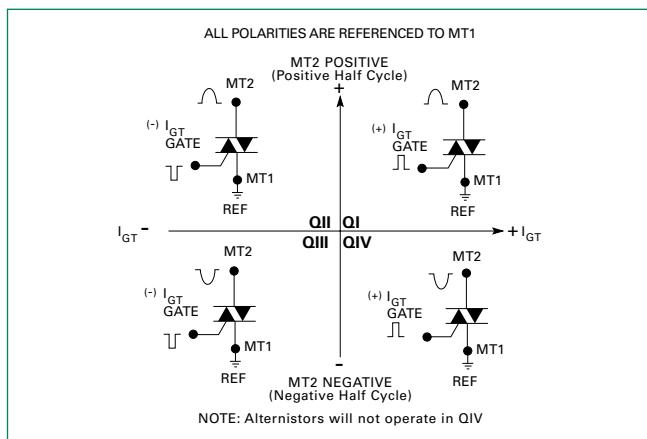 ALL POLARITIES ARE REFERENCED TO MT1
MT2 POSITIVE
(Positive Half Cycle)
+
MT2
(-) IGT
GATE
MT1
REF
MT2
(+) IGT
GATE
MT1
REF
IGT -
QII QI
QIII QIV
+ IGT
MT2
(-) IGT
GATE
MT1
REF
MT2
(+) IGT
GATE
MT1
REF
-
MT2 NEGATIVE
(Negative Half Cycle)
NOTE: Alternistors will not operate in QIV